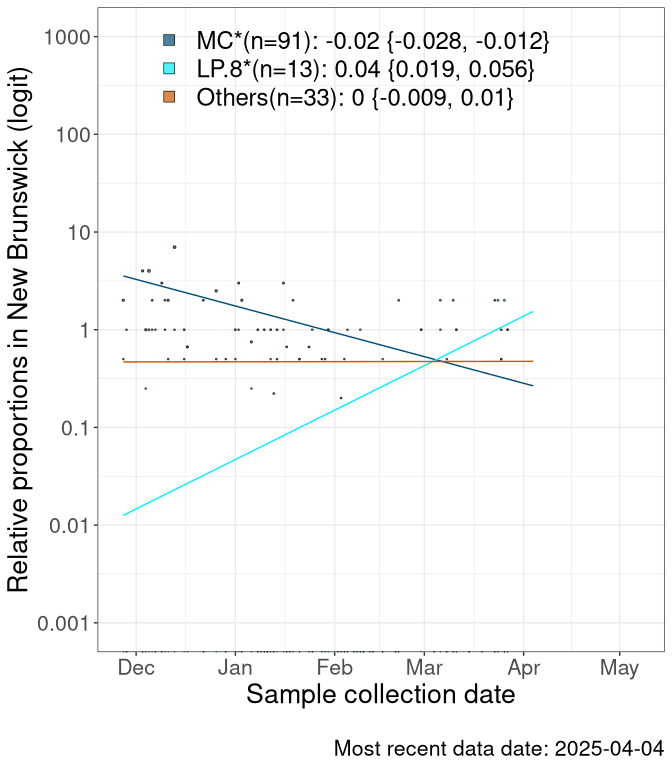 MC*(n=91): -0.02 {-0.028, -0.012}
LP.8*(n=13): 0.04 {0.019, 0.056}
Others(n=33): 0 {-0.009, 0.01}
Relative proportions in New Brunswick (logit)
1000
100
10
1
0.1
0.01
0.001
Dec Jan Feb Mar Apr May
Sample collection date
Most recent data date: 2025-04-04